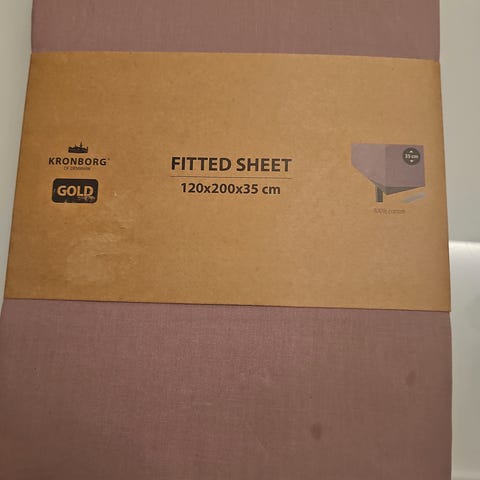 KRONBORG
OF DENMARK
GOLD
FITTED SHEET
120x200x35 cm
35 cm
100% cotton